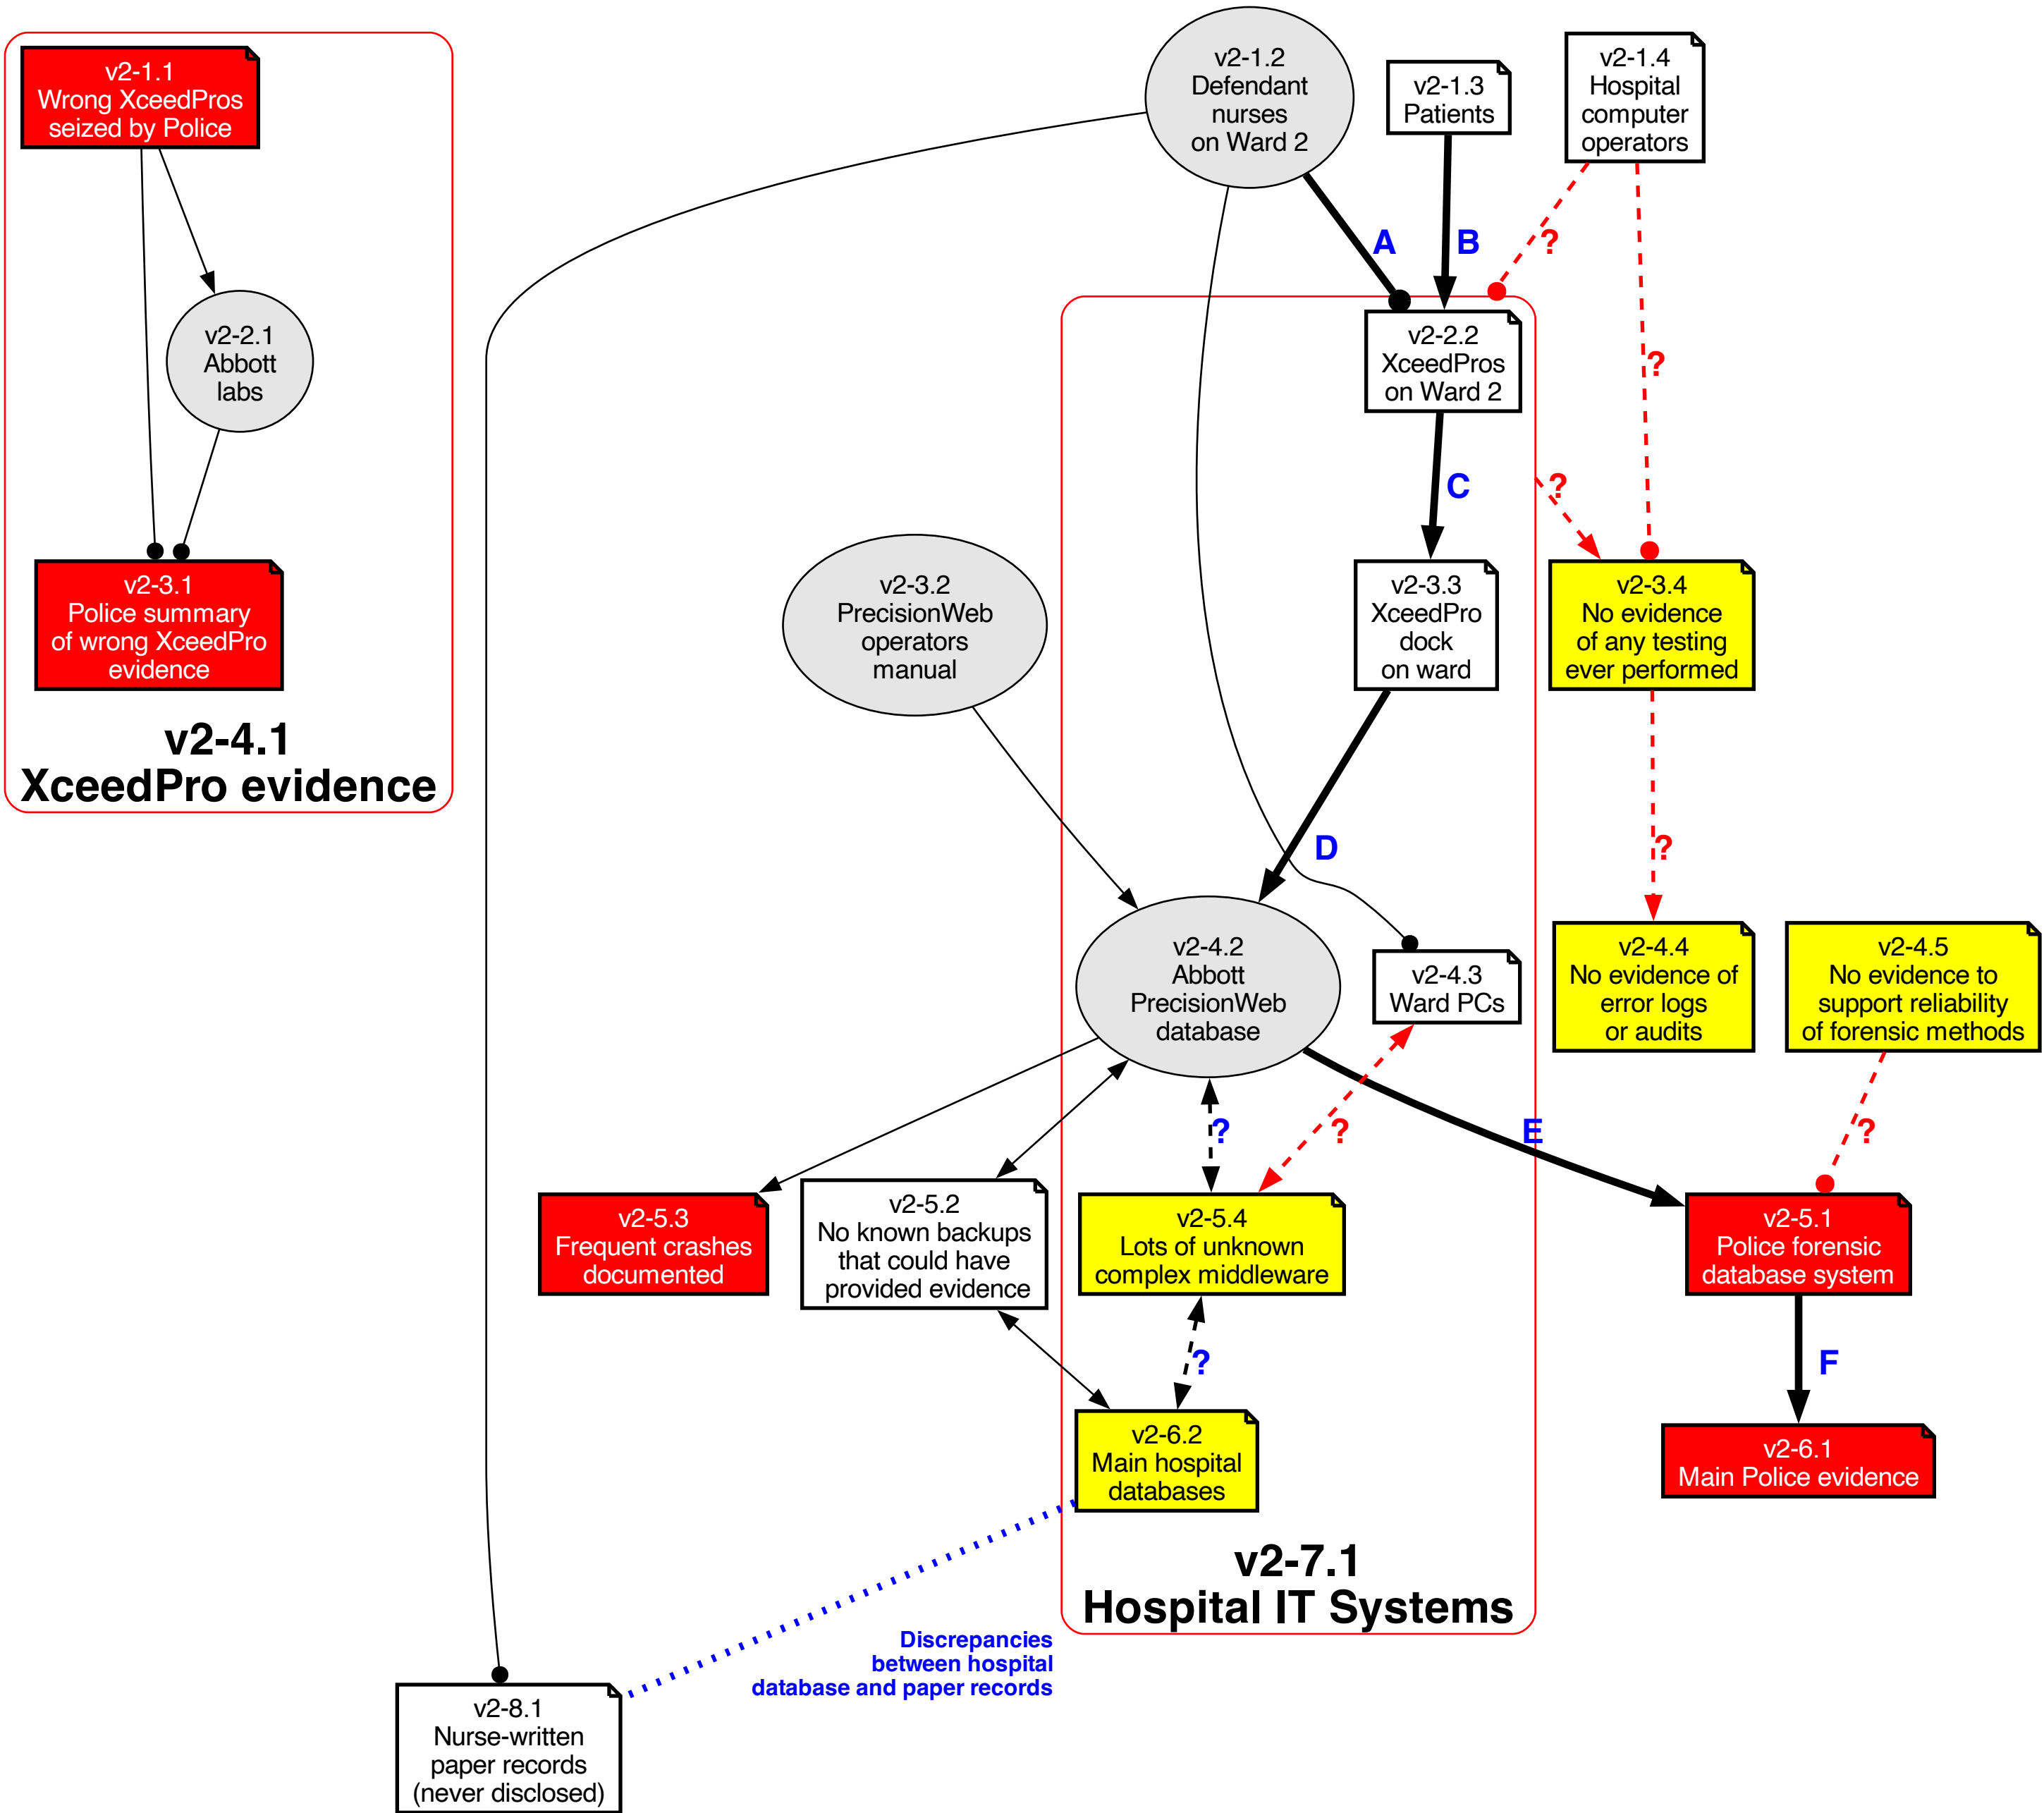 v2-1.1
Wrong XceedPros
seized by Police
v2-1.2
Defendant
nurses
on Ward 2
v2-1.3
Patients
v2-1.4
Hospital
computer
operators
A
B
?
v2-2.1
Abbott
labs
v2-2.2
XceedPros
on Ward 2
?
C
?
v2-3.1
Police summary
of wrong XceedPro
evidence
v2-3.2
PrecisionWeb
operators
manual
v2-3.3
XceedPro
dock
on ward
v2-3.4
No evidence
of any testing
ever performed
v2-4.1
XceedPro evidence
D
?
v2-4.2
Abbott
PrecisionWeb
database
v2-4.3
Ward PCs
v2-4.4
No evidence of
error logs
or audits
v2-4.5
No evidence to
support reliability
of forensic methods
?
?
E
?
v2-5.3
Frequent crashes
documented
v2-5.2
No known backups
that could have
provided evidence
v2-5.4
Lots of unknown
complex middleware
v2-5.1
Police forensic
database system
?
F
v2-6.2
Main hospital
databases
v2-6.1
Main Police evidence
v2-7.1
Hospital IT Systems
Discrepancies
between hospital
database and paper records
v2-8.1
Nurse-written
paper records
(never disclosed)